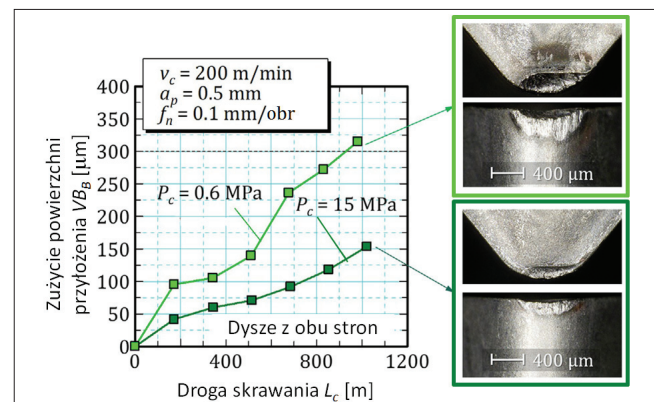 v_c = 200 m/min
a_p = 0.5 mm
f_n = 0.1 mm/obr
Zużycie powierzchni
przyłożenia VB_B [µm]
400
350
300
250
200
150
100
50
0
P_c = 0.6 MPa
P_c = 15 MPa
Dysze z obu stron
0
400
800
1200
Droga skrawania L_c [m]
400 µm
400 µm